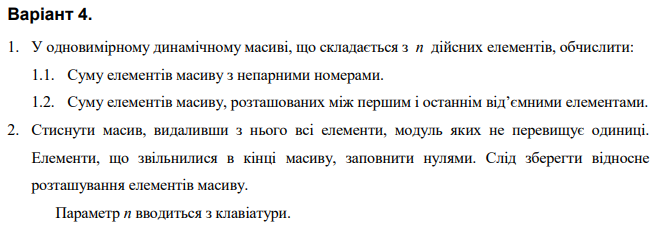 Варіант 4.
1. У одновимірному динамічному масиві, що складається з n дійсних елементів, обчислити:
1.1. Суму елементів масиву з непарними номерами.
1.2. Суму елементів масиву, розташованих між першим і останнім від’ємними елементами.
2. Стиснути масив, видаливши з нього всі елементи, модуль яких не перевищує одиниці.
Елементи, що звільнилися в кінці масиву, заповнити нулями. Слід зберегти відносне
розташування елементів масиву.
Параметр n вводиться з клавіатури.